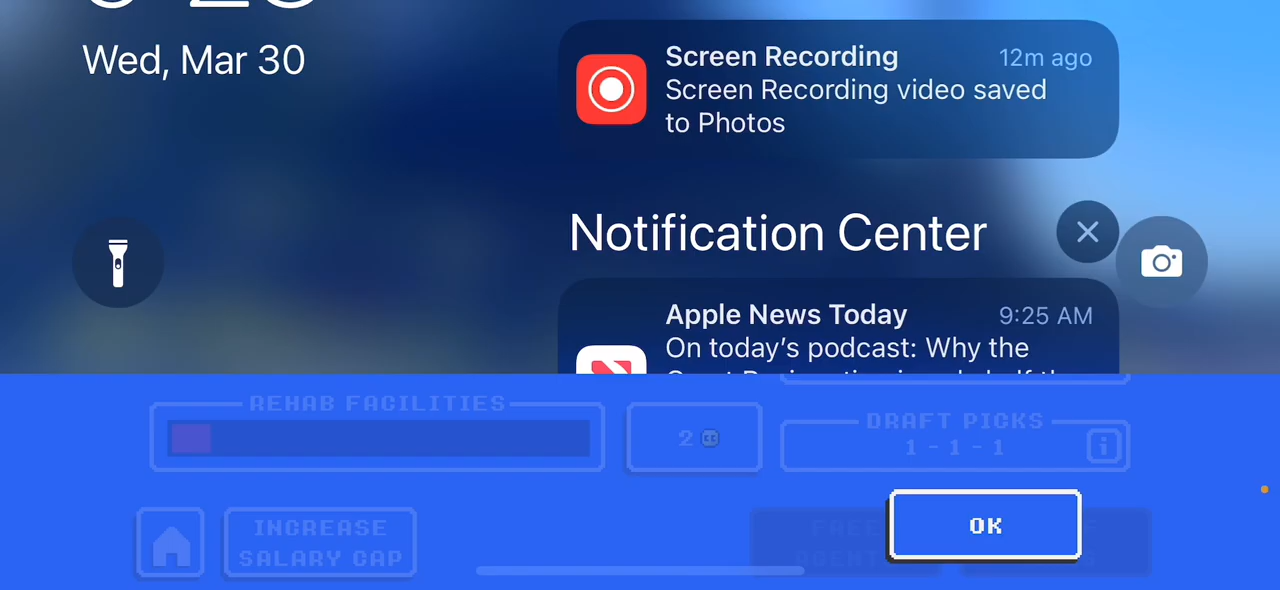 Wed, Mar 30
Screen Recording 12m ago
Screen Recording video saved
to Photos
Notification Center
Apple News Today 9:25 AM
On today's podcast: Why the
REHAB FACILITIES
2
DRAFT PICKS
1 - 1 - 1
INCREASE
SALARY CAP
OK